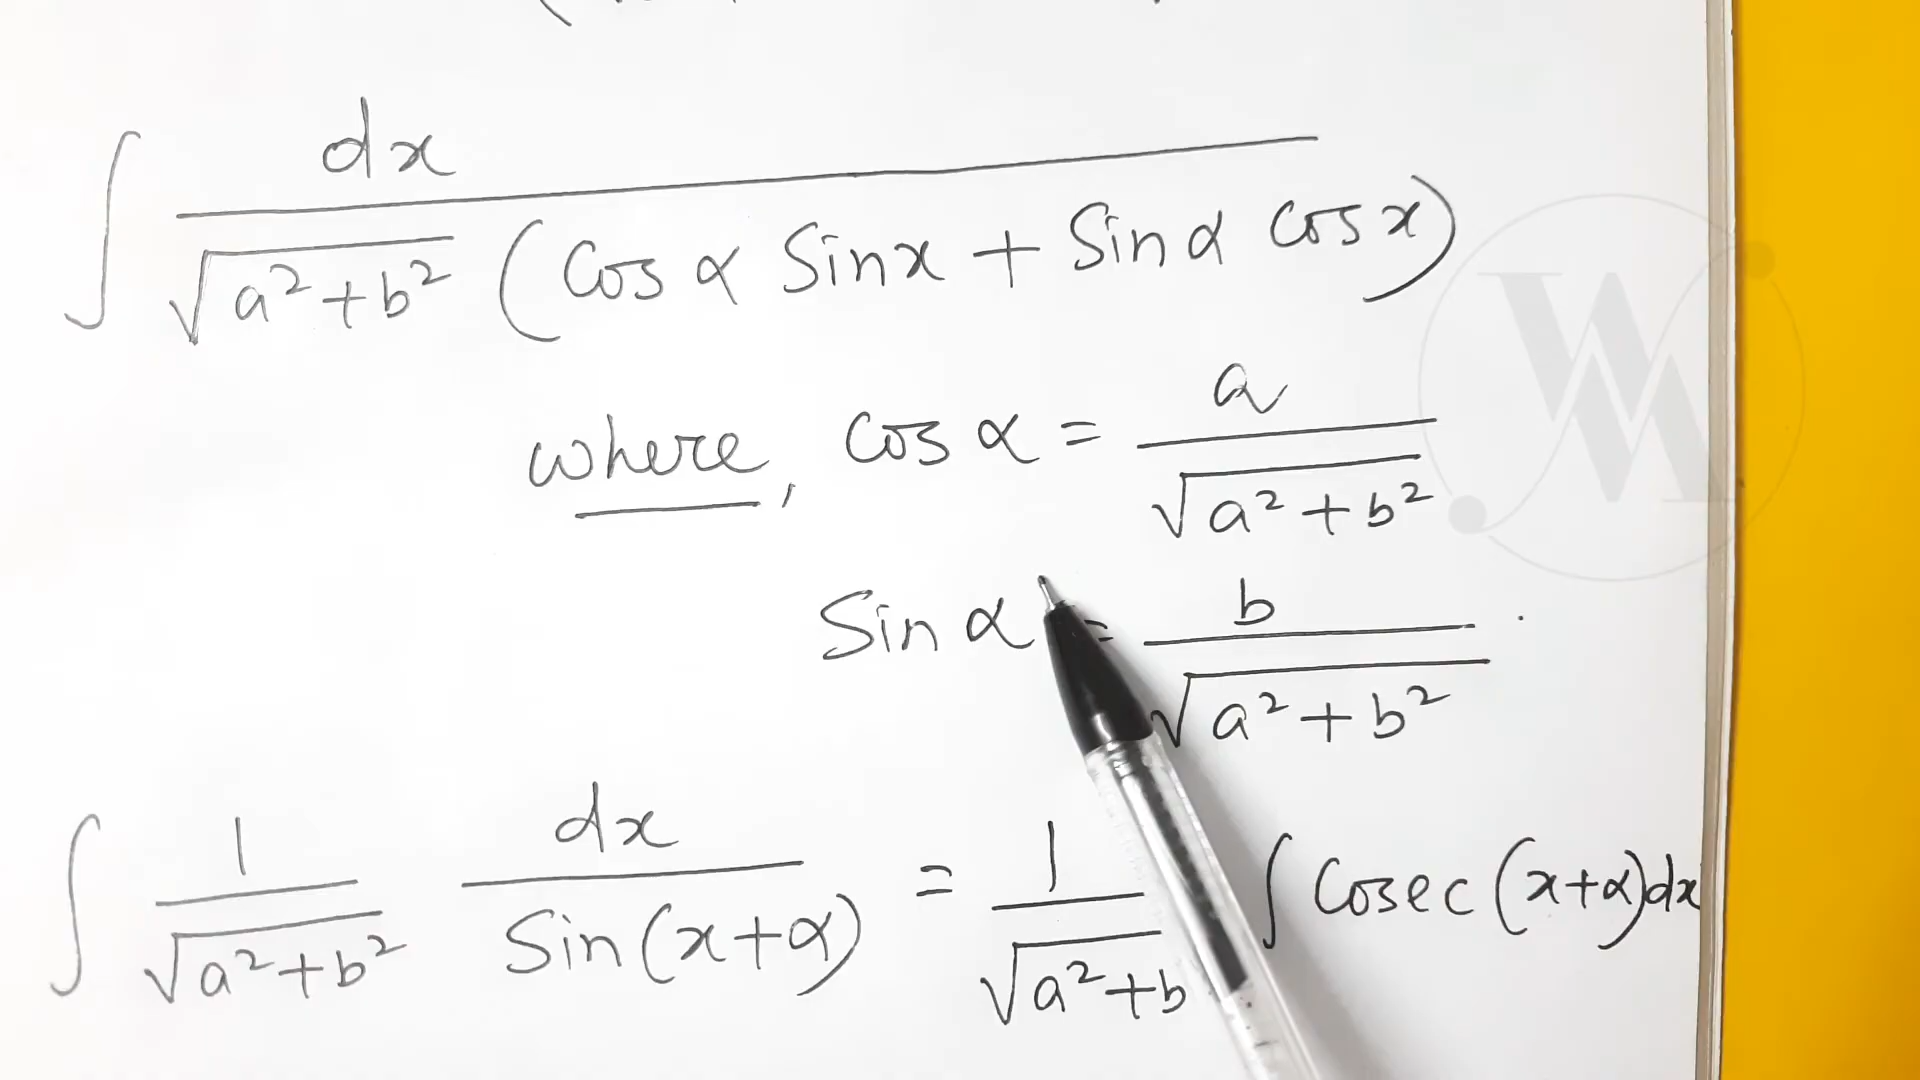 ∫ dx / √(a²+b²) (Cos α Sin x + Sin α Cos x)
where, Cos α = a / √(a²+b²)
Sin α = b / √(a²+b²)
∫ 1/√(a²+b²) dx / Sin(x+α) = 1/√(a²+b ∫ Cosec (x+α)dx